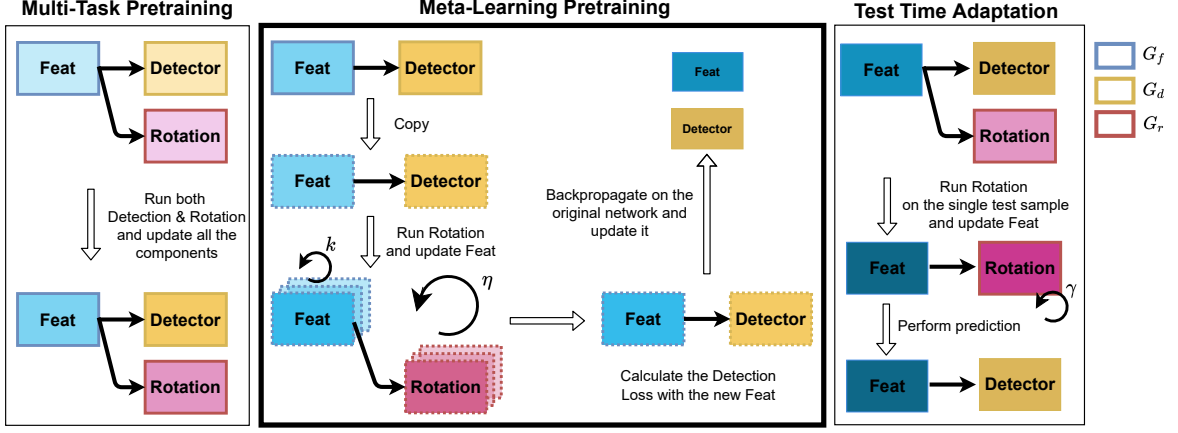 Multi-Task Pretraining
Feat
Detector
Rotation
Run both
Detection & Rotation
and update all the
components
Feat
Detector
Rotation
Meta-Learning Pretraining
Feat
Detector
Copy
Feat
Detector
Run Rotation
and update Feat
k
Feat
η
Rotation
Feat
Detector
Calculate the Detection
Loss with the new Feat
Backpropagate on the
original network and
update it
Feat
Detector
Test Time Adaptation
Feat
Detector
Rotation
Run Rotation
on the single test sample
and update Feat
Feat
Rotation
γ
Perform prediction
Feat
Detector
G_f
G_d
G_r